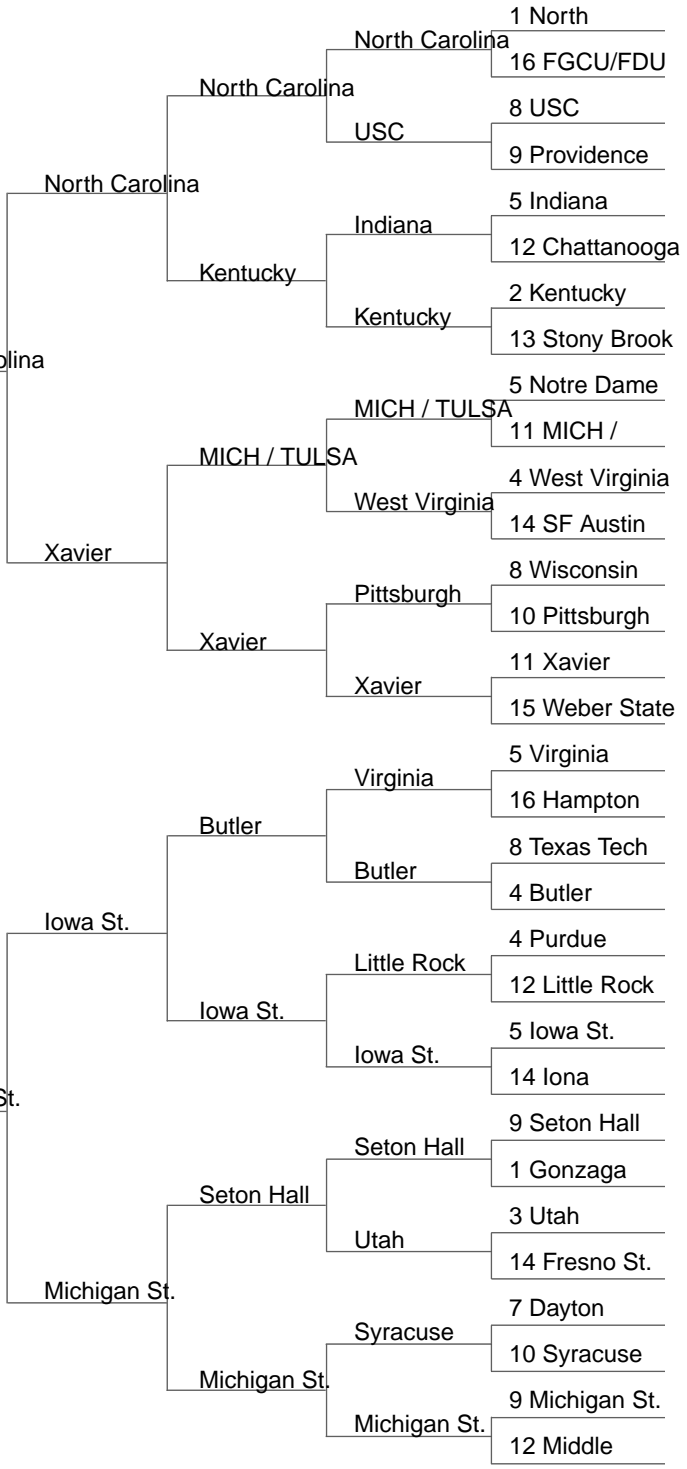 1 North
North Carolina
16 FGCU/FDU
North Carolina
8 USC
USC
9 Providence
North Carolina
5 Indiana
Indiana
12 Chattanooga
Kentucky
2 Kentucky
Kentucky
13 Stony Brook
olina
5 Notre Dame
MICH / TULSA
11 MICH /
MICH / TULSA
4 West Virginia
West Virginia
14 SF Austin
Xavier
8 Wisconsin
Pittsburgh
10 Pittsburgh
Xavier
11 Xavier
Xavier
15 Weber State
5 Virginia
Virginia
16 Hampton
Butler
8 Texas Tech
Butler
4 Butler
Iowa St.
4 Purdue
Little Rock
12 Little Rock
Iowa St.
5 Iowa St.
Iowa St.
14 Iona
St.
9 Seton Hall
Seton Hall
1 Gonzaga
Seton Hall
3 Utah
Utah
14 Fresno St.
Michigan St.
7 Dayton
Syracuse
10 Syracuse
Michigan St.
9 Michigan St.
Michigan St.
12 Middle